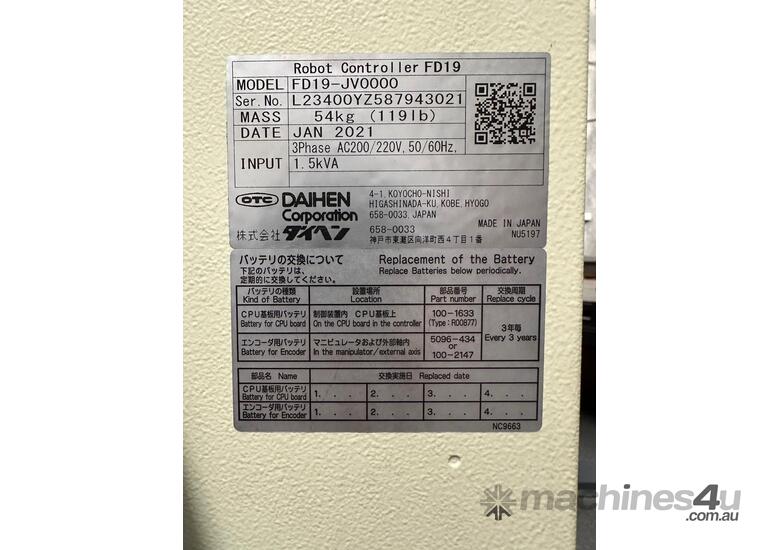 Robot Controller FD19
MODEL FD19-JV0000
Ser.No. L23400YZ587943021
MASS 54kg (119lb)
DATE JAN 2021
INPUT 3Phase AC200/220V, 50/60Hz,
1.5kVA
OTC DAIHEN Corporation
4-1, KOYOCHO-NISHI
HIGASHINADA-KU, KOBE, HYOGO
658-0033, JAPAN
MADE IN JAPAN
NU5197
株式会社ダイヘン
658-0033
神戸市東灘区向洋町西4丁目1番
バッテリの交換について
下記のバッテリは、
定期的に交換してください。
Replacement of the Battery
Replace Batteries below periodically.
バッテリの種類 設置場所 部品番号 交換周期
Kind of Battery Location Part number Replace cycle
CPU基板用バッテリ 制御装置内 CPU基板上 100-1633
Battery for CPU board On the CPU board in the controller (Type:R00877)
エンコーダ用バッテリ マニピュレータおよび外部軸内 5096-434
Battery for Encoder In the manipulator/external axis or
100-2147
3年毎
Every 3 years
部品名 Name 交換実施日 Replaced date
CPU基板用バッテリ 1. . . 2. . . 3. . . 4. . .
Battery for CPU board
エンコーダ用バッテリ 1. . . 2. . . 3. . . 4. . .
Battery for Encoder
NC9663
machines4u
.com.au